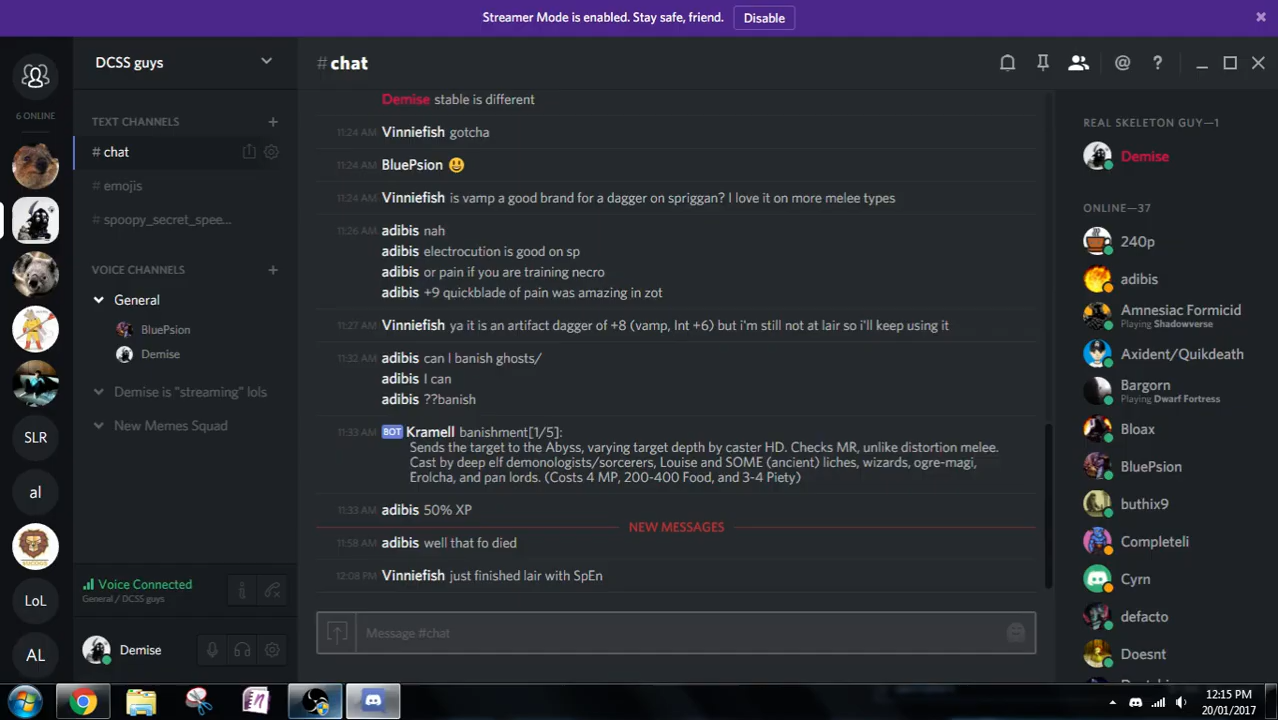 Streamer Mode is enabled. Stay safe, friend. Disable
DCSS guys
#chat
6 ONLINE
TEXT CHANNELS
# chat
# emojis
# spoopy_secret_spee...
VOICE CHANNELS
General
BluePsion
Demise
Demise is "streaming" lols
New Memes Squad
SLR
al
LoL
AL
Voice Connected
General / DCSS guys
Demise
Demise stable is different
11:24 AM Vinniefish gotcha
11:24 AM BluePsion
11:24 AM Vinniefish is vamp a good brand for a dagger on spriggan? I love it on more melee types
11:26 AM adibis nah
adibis electrocution is good on sp
adibis or pain if you are training necro
adibis +9 quickblade of pain was amazing in zot
11:27 AM Vinniefish ya it is an artifact dagger of +8 (vamp, Int +6) but i'm still not at lair so i'll keep using it
11:32 AM adibis can I banish ghosts/
adibis I can
adibis ??banish
11:33 AM BOT Kramell banishment[1/5]:
Sends the target to the Abyss, varying target depth by caster HD. Checks MR, unlike distortion melee.
Cast by deep elf demonologists/sorcerers, Louise and SOME (ancient) liches, wizards, ogre-magi,
Erolcha, and pan lords. (Costs 4 MP, 200-400 Food, and 3-4 Piety)
11:33 AM adibis 50% XP
NEW MESSAGES
11:58 AM adibis well that fo died
12:08 PM Vinniefish just finished lair with SpEn
Message #chat
REAL SKELETON GUY—1
Demise
ONLINE—37
240p
adibis
Amnesiac Formicid
Playing Shadowverse
Axident/Quikdeath
Bargorn
Playing Dwarf Fortress
Bloax
BluePsion
buthix9
Completeli
Cyrn
defacto
Doesnt
12:15 PM
20/01/2017